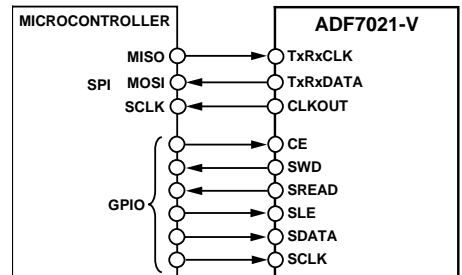 MICROCONTROLLER
ADF7021-V
MISO
TxRxCLK
SPI
MOSI
TxRxDATA
SCLK
CLKOUT
CE
SWD
SREAD
GPIO
SLE
SDATA
SCLK